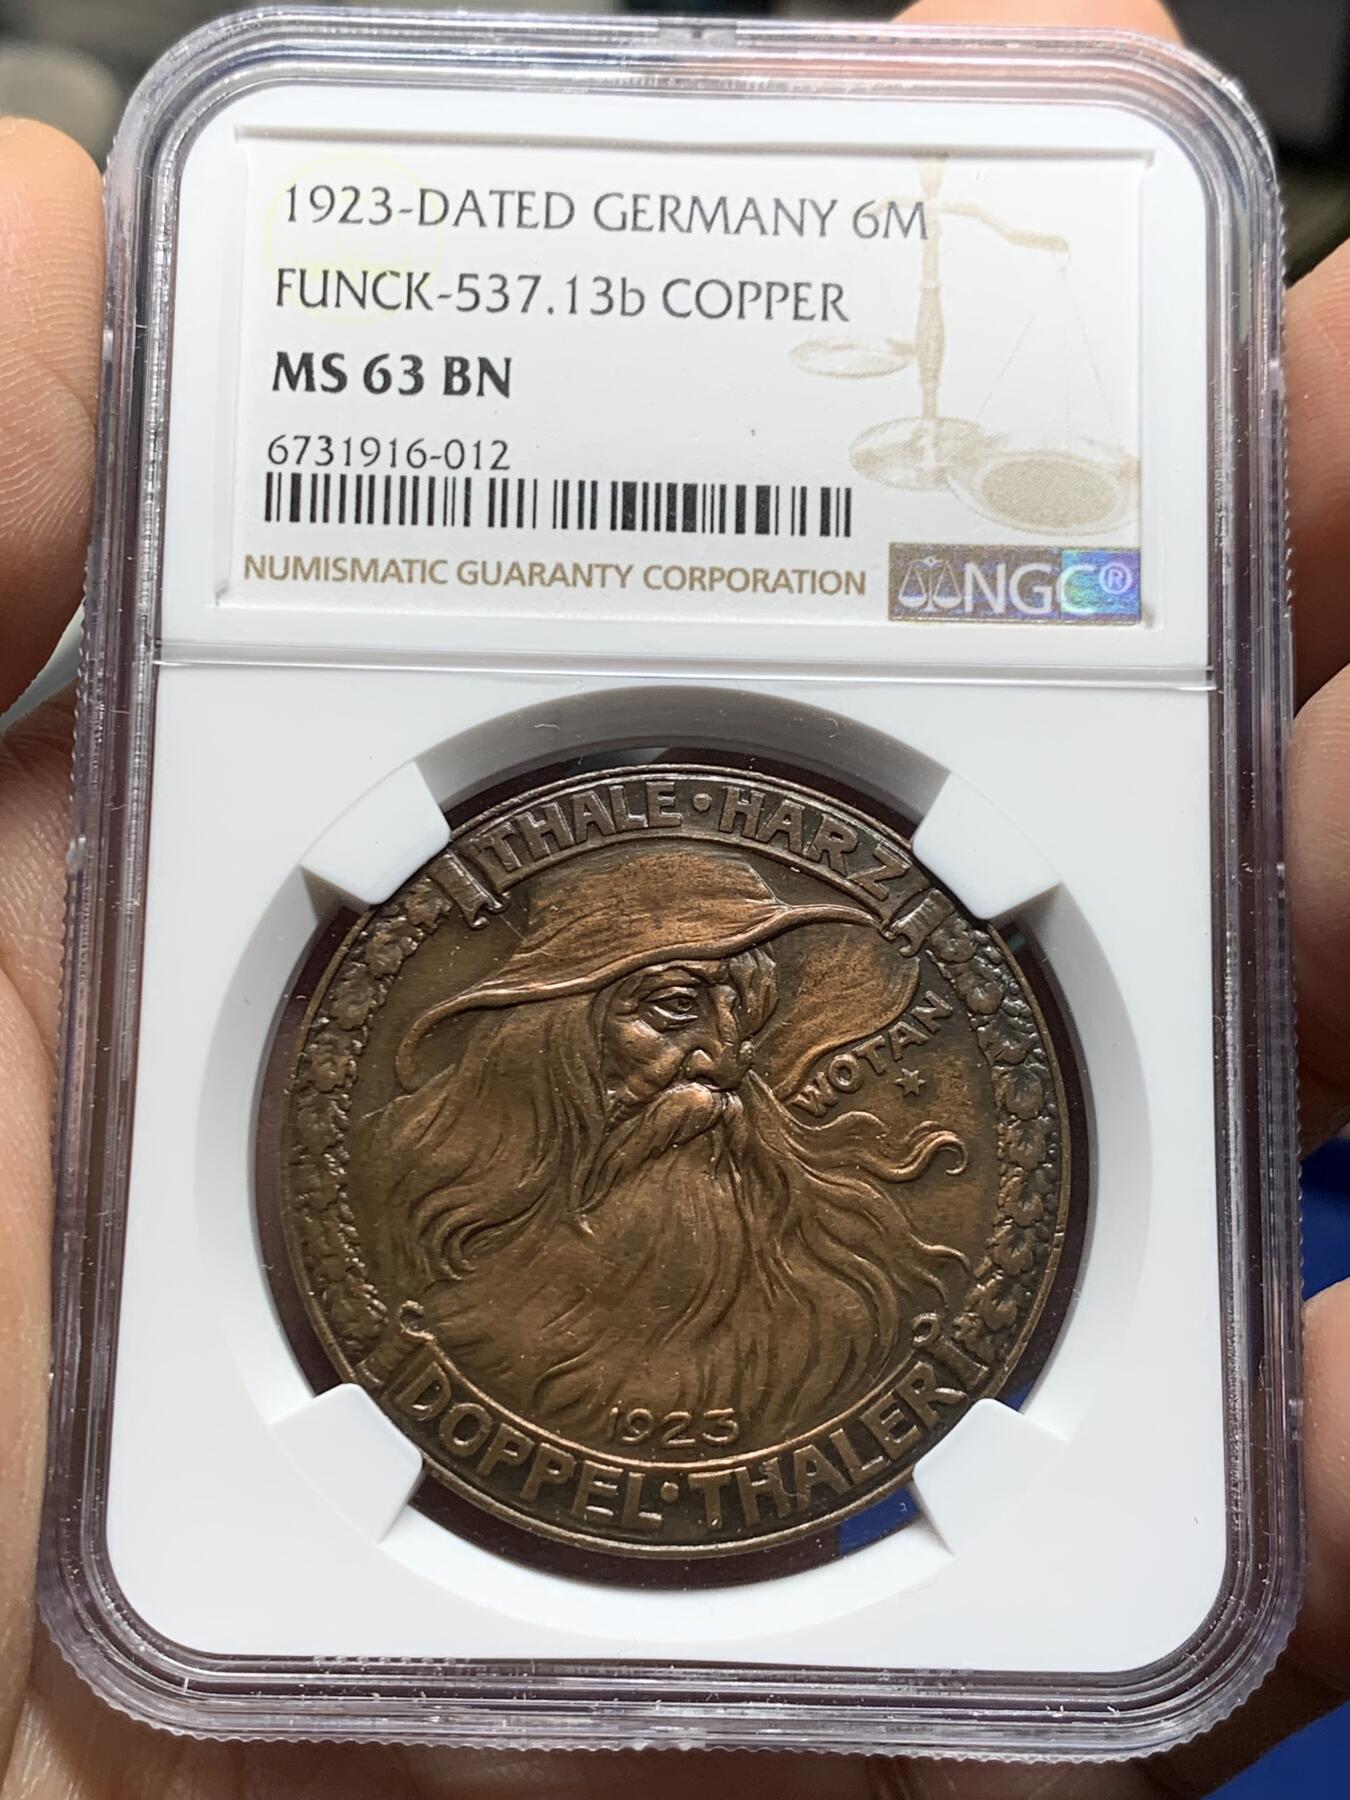 1923-DATED GERMANY 6M
FUNCK-537.13b COPPER
MS 63 BN
6731916-012
NUMISMATIC GUARANTY CORPORATION
NGC®
THALE • HARZ
WOTAN
1923
DOPPEL • THALER